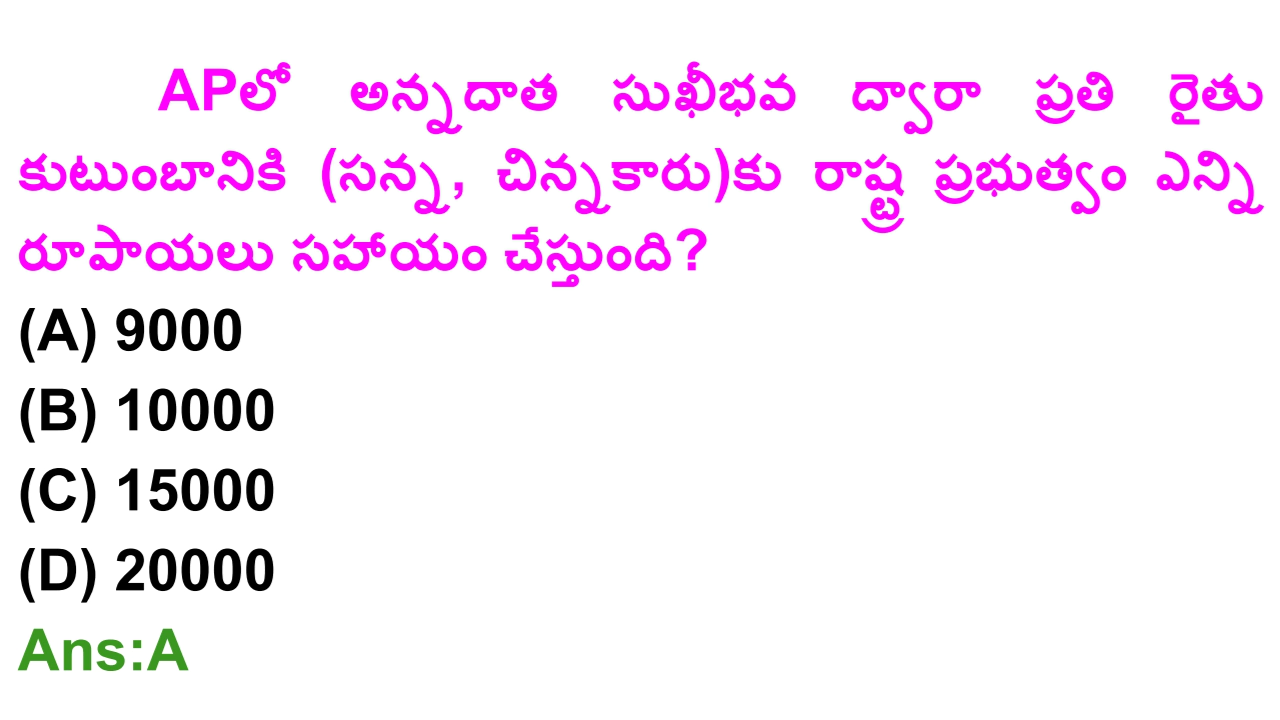 APలో అన్నదాత సుఖీభవ ద్వారా ప్రతి రైతు
కుటుంబానికి (సన్న, చిన్నకారు)కు రాష్ట్ర ప్రభుత్వం ఎన్ని
రూపాయలు సహాయం చేస్తుంది?
(A) 9000
(B) 10000
(C) 15000
(D) 20000
Ans:A